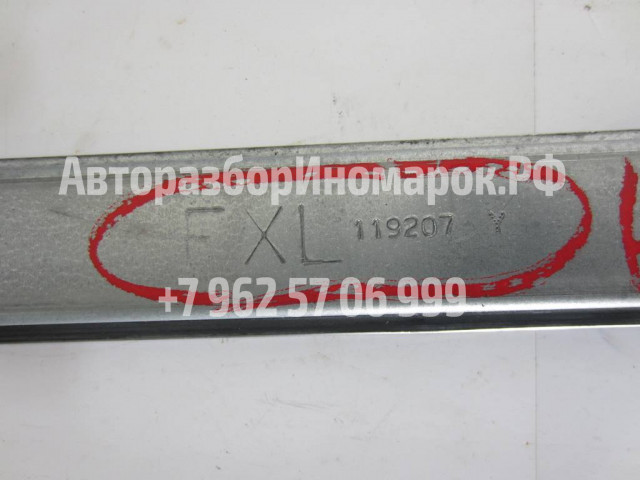 АвторазборИномарок.РФ
FXL 119207 Y
+7 962 57 06 999